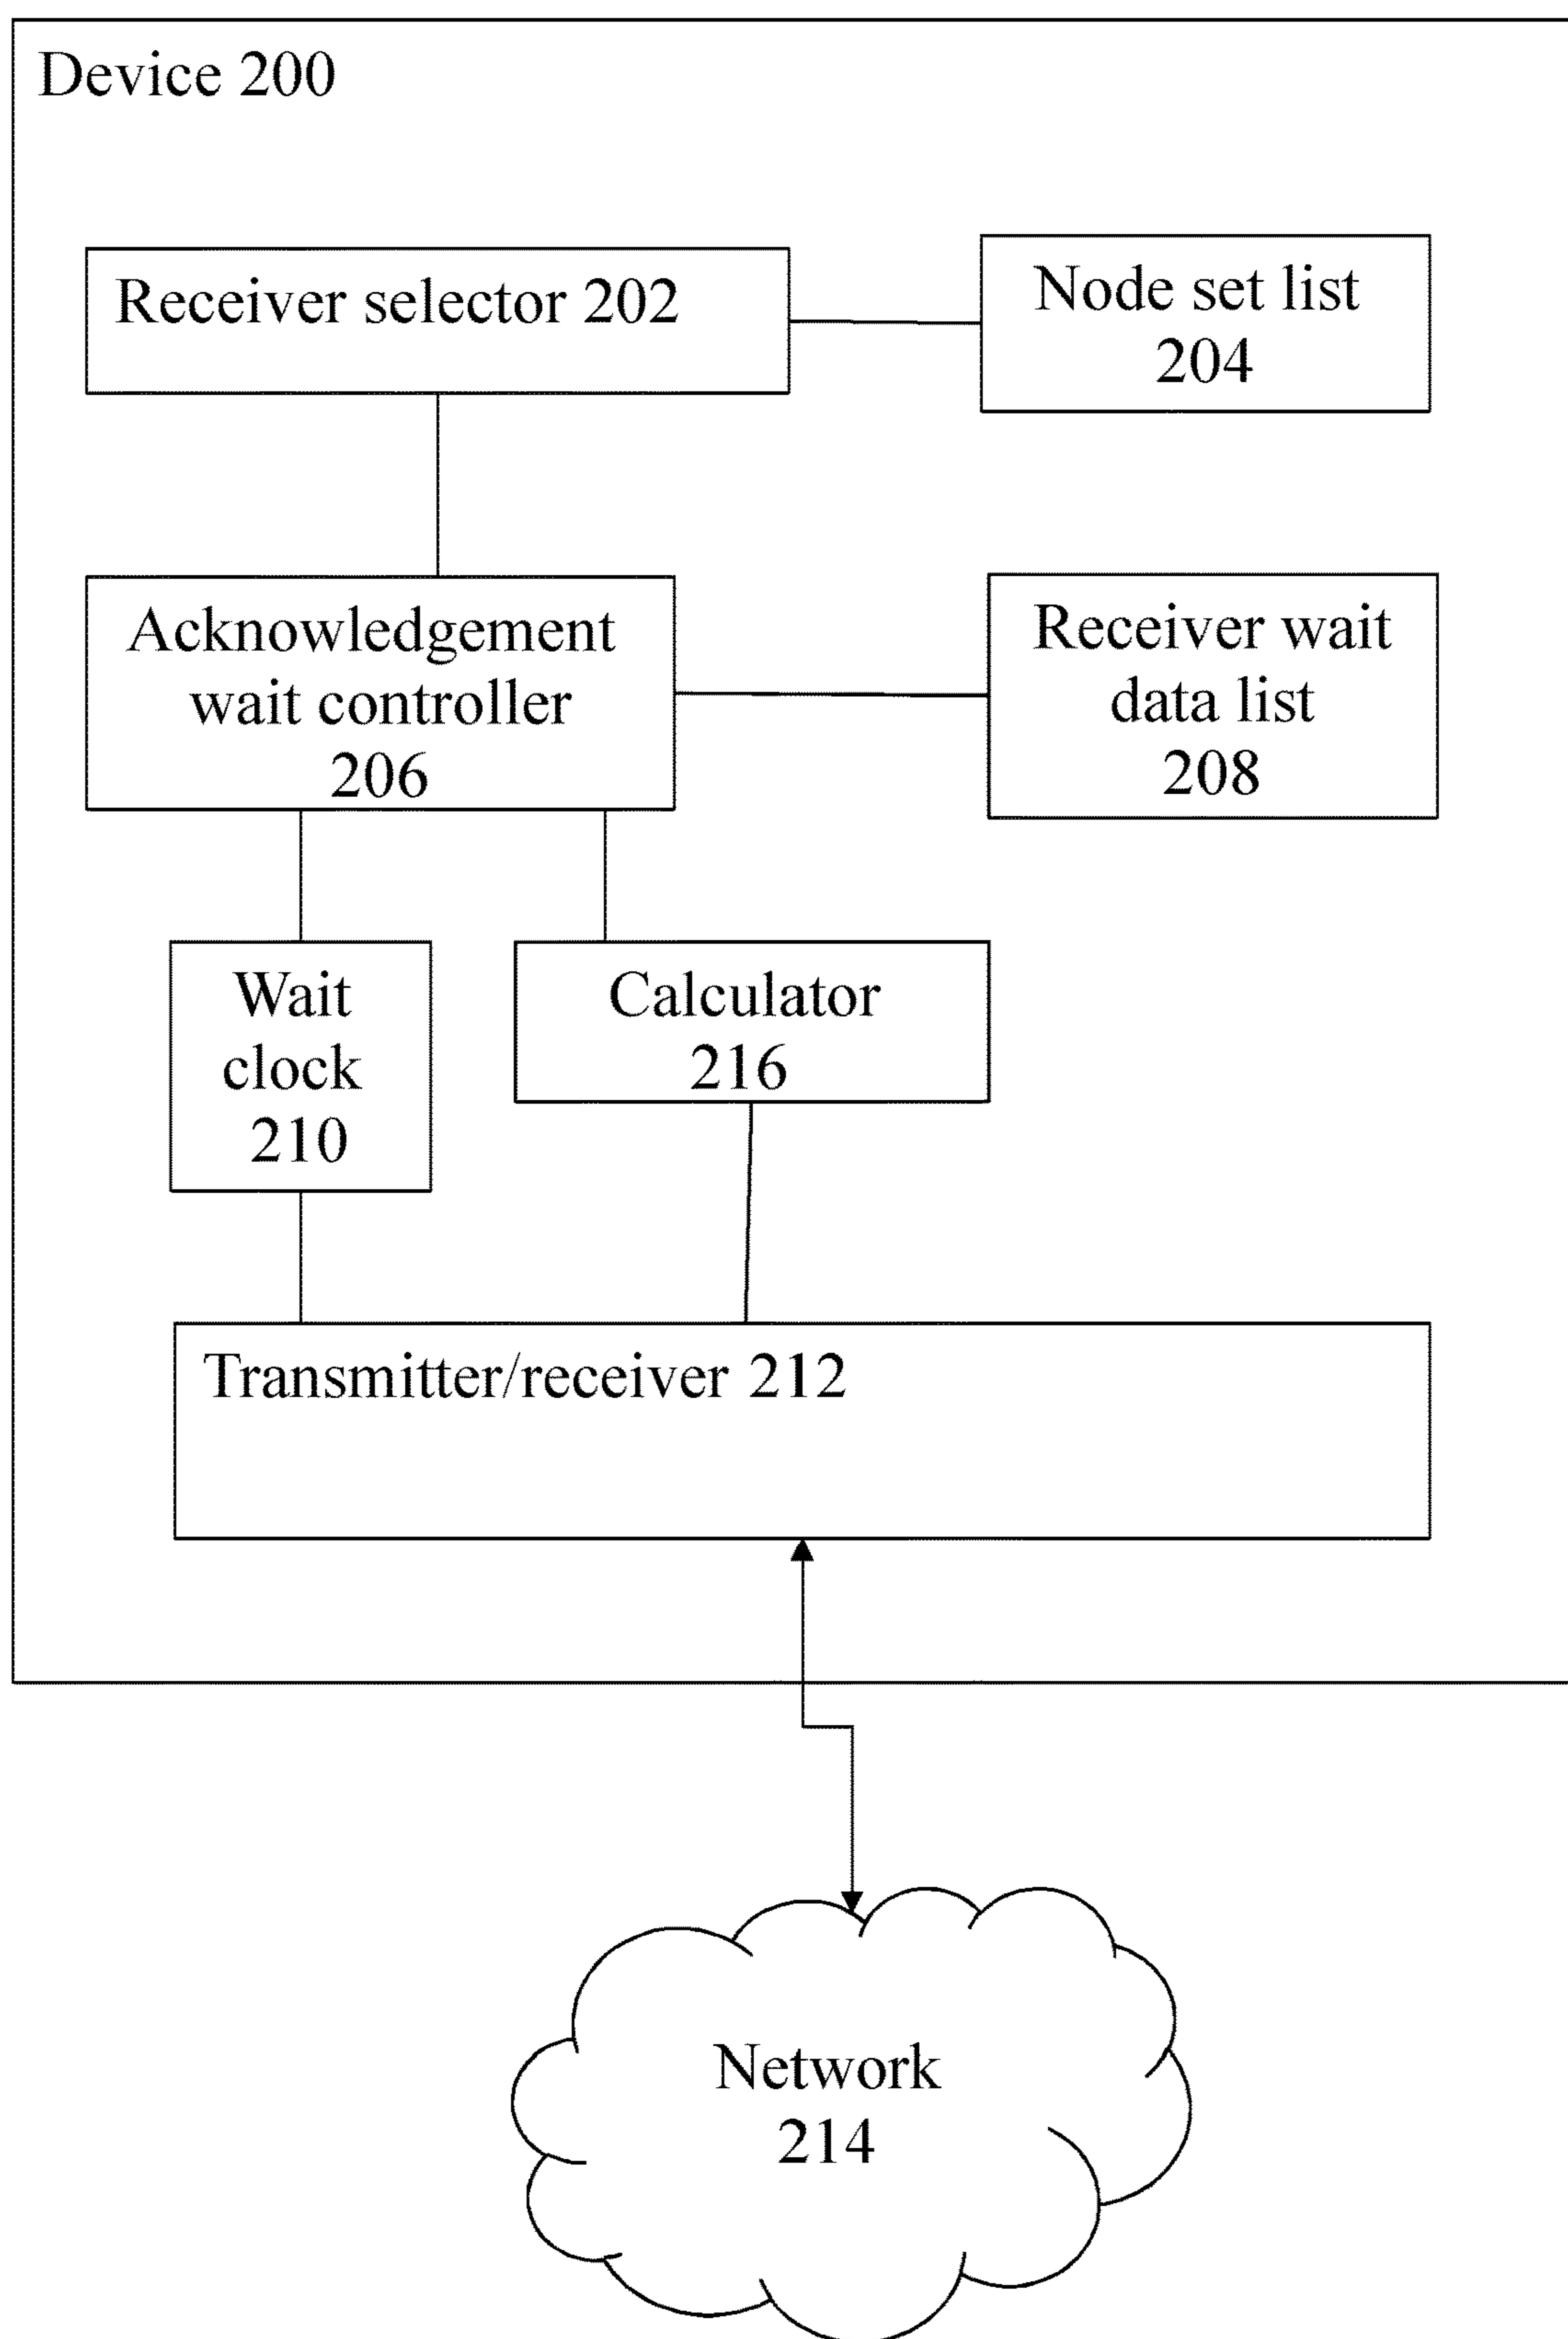 Device 200
Receiver selector 202
Node set list
204
Acknowledgement
wait controller
206
Receiver wait
data list
208
Wait
clock
210
Calculator
216
Transmitter/receiver 212
Network
214